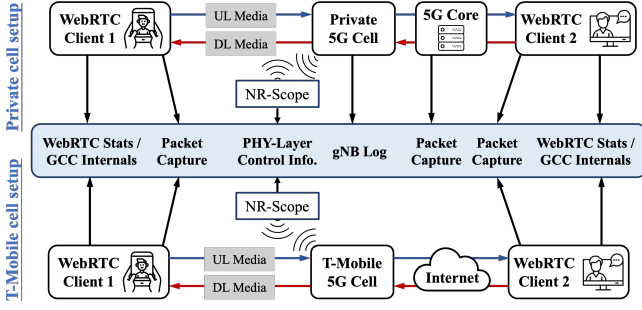 Private cell setup
WebRTC
Client 1
UL Media
DL Media
Private
5G Cell
5G Core
WebRTC
Client 2
NR-Scope
WebRTC Stats /
GCC Internals
Packet
Capture
PHY-Layer
Control Info.
gNB Log
Packet
Capture
Packet
Capture
WebRTC Stats /
GCC Internals
T-Mobile cell setup
NR-Scope
WebRTC
Client 1
UL Media
DL Media
T-Mobile
5G Cell
Internet
WebRTC
Client 2